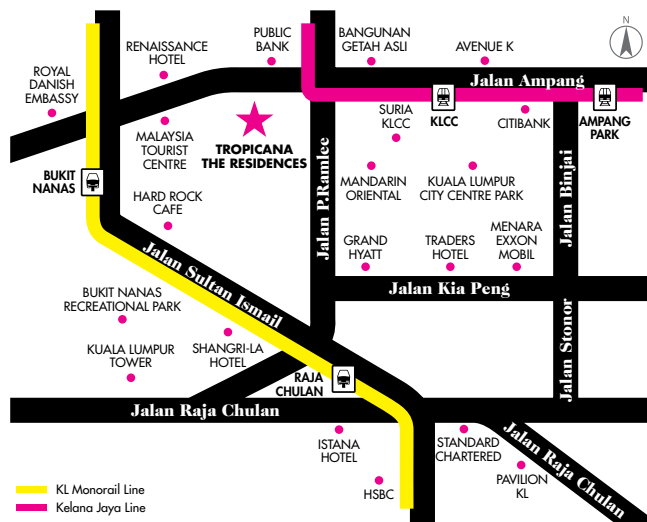 N
PUBLIC
BANK
BANGUNAN
GETAH ASLI
AVENUE K
RENAISSANCE
HOTEL
ROYAL
DANISH
EMBASSY
Jalan Ampang
SURIA
KLCC
KLCC
CITIBANK
AMPANG
PARK
MALAYSIA
TOURIST
CENTRE
TROPICANA
THE RESIDENCES
BUKIT
NANAS
MANDARIN
ORIENTAL
KUALA LUMPUR
CITY CENTRE PARK
Jalan P.Ramlee
Jalan Binjai
HARD ROCK
CAFE
GRAND
HYATT
TRADERS
HOTEL
MENARA
EXXON
MOBIL
Jalan Sultan Ismail
Jalan Kia Peng
BUKIT NANAS
RECREATIONAL PARK
KUALA LUMPUR
TOWER
SHANGRI-LA
HOTEL
Jalan Stonor
RAJA
CHULAN
Jalan Raja Chulan
ISTANA
HOTEL
STANDARD
CHARTERED
Jalan Raja Chulan
PAVILION
KL
HSBC
KL Monorail Line
Kelana Jaya Line